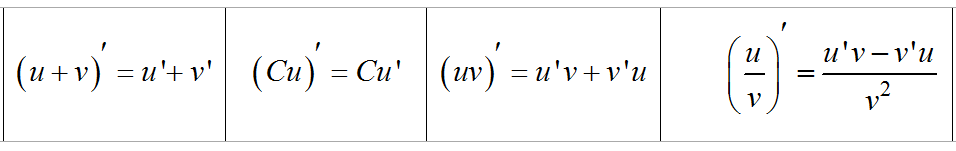 (u + v)' = u'+ v'
(Cu)' = Cu'
(uv)' = u'v + v'u
(u/v)' = (u'v − v'u)/v²